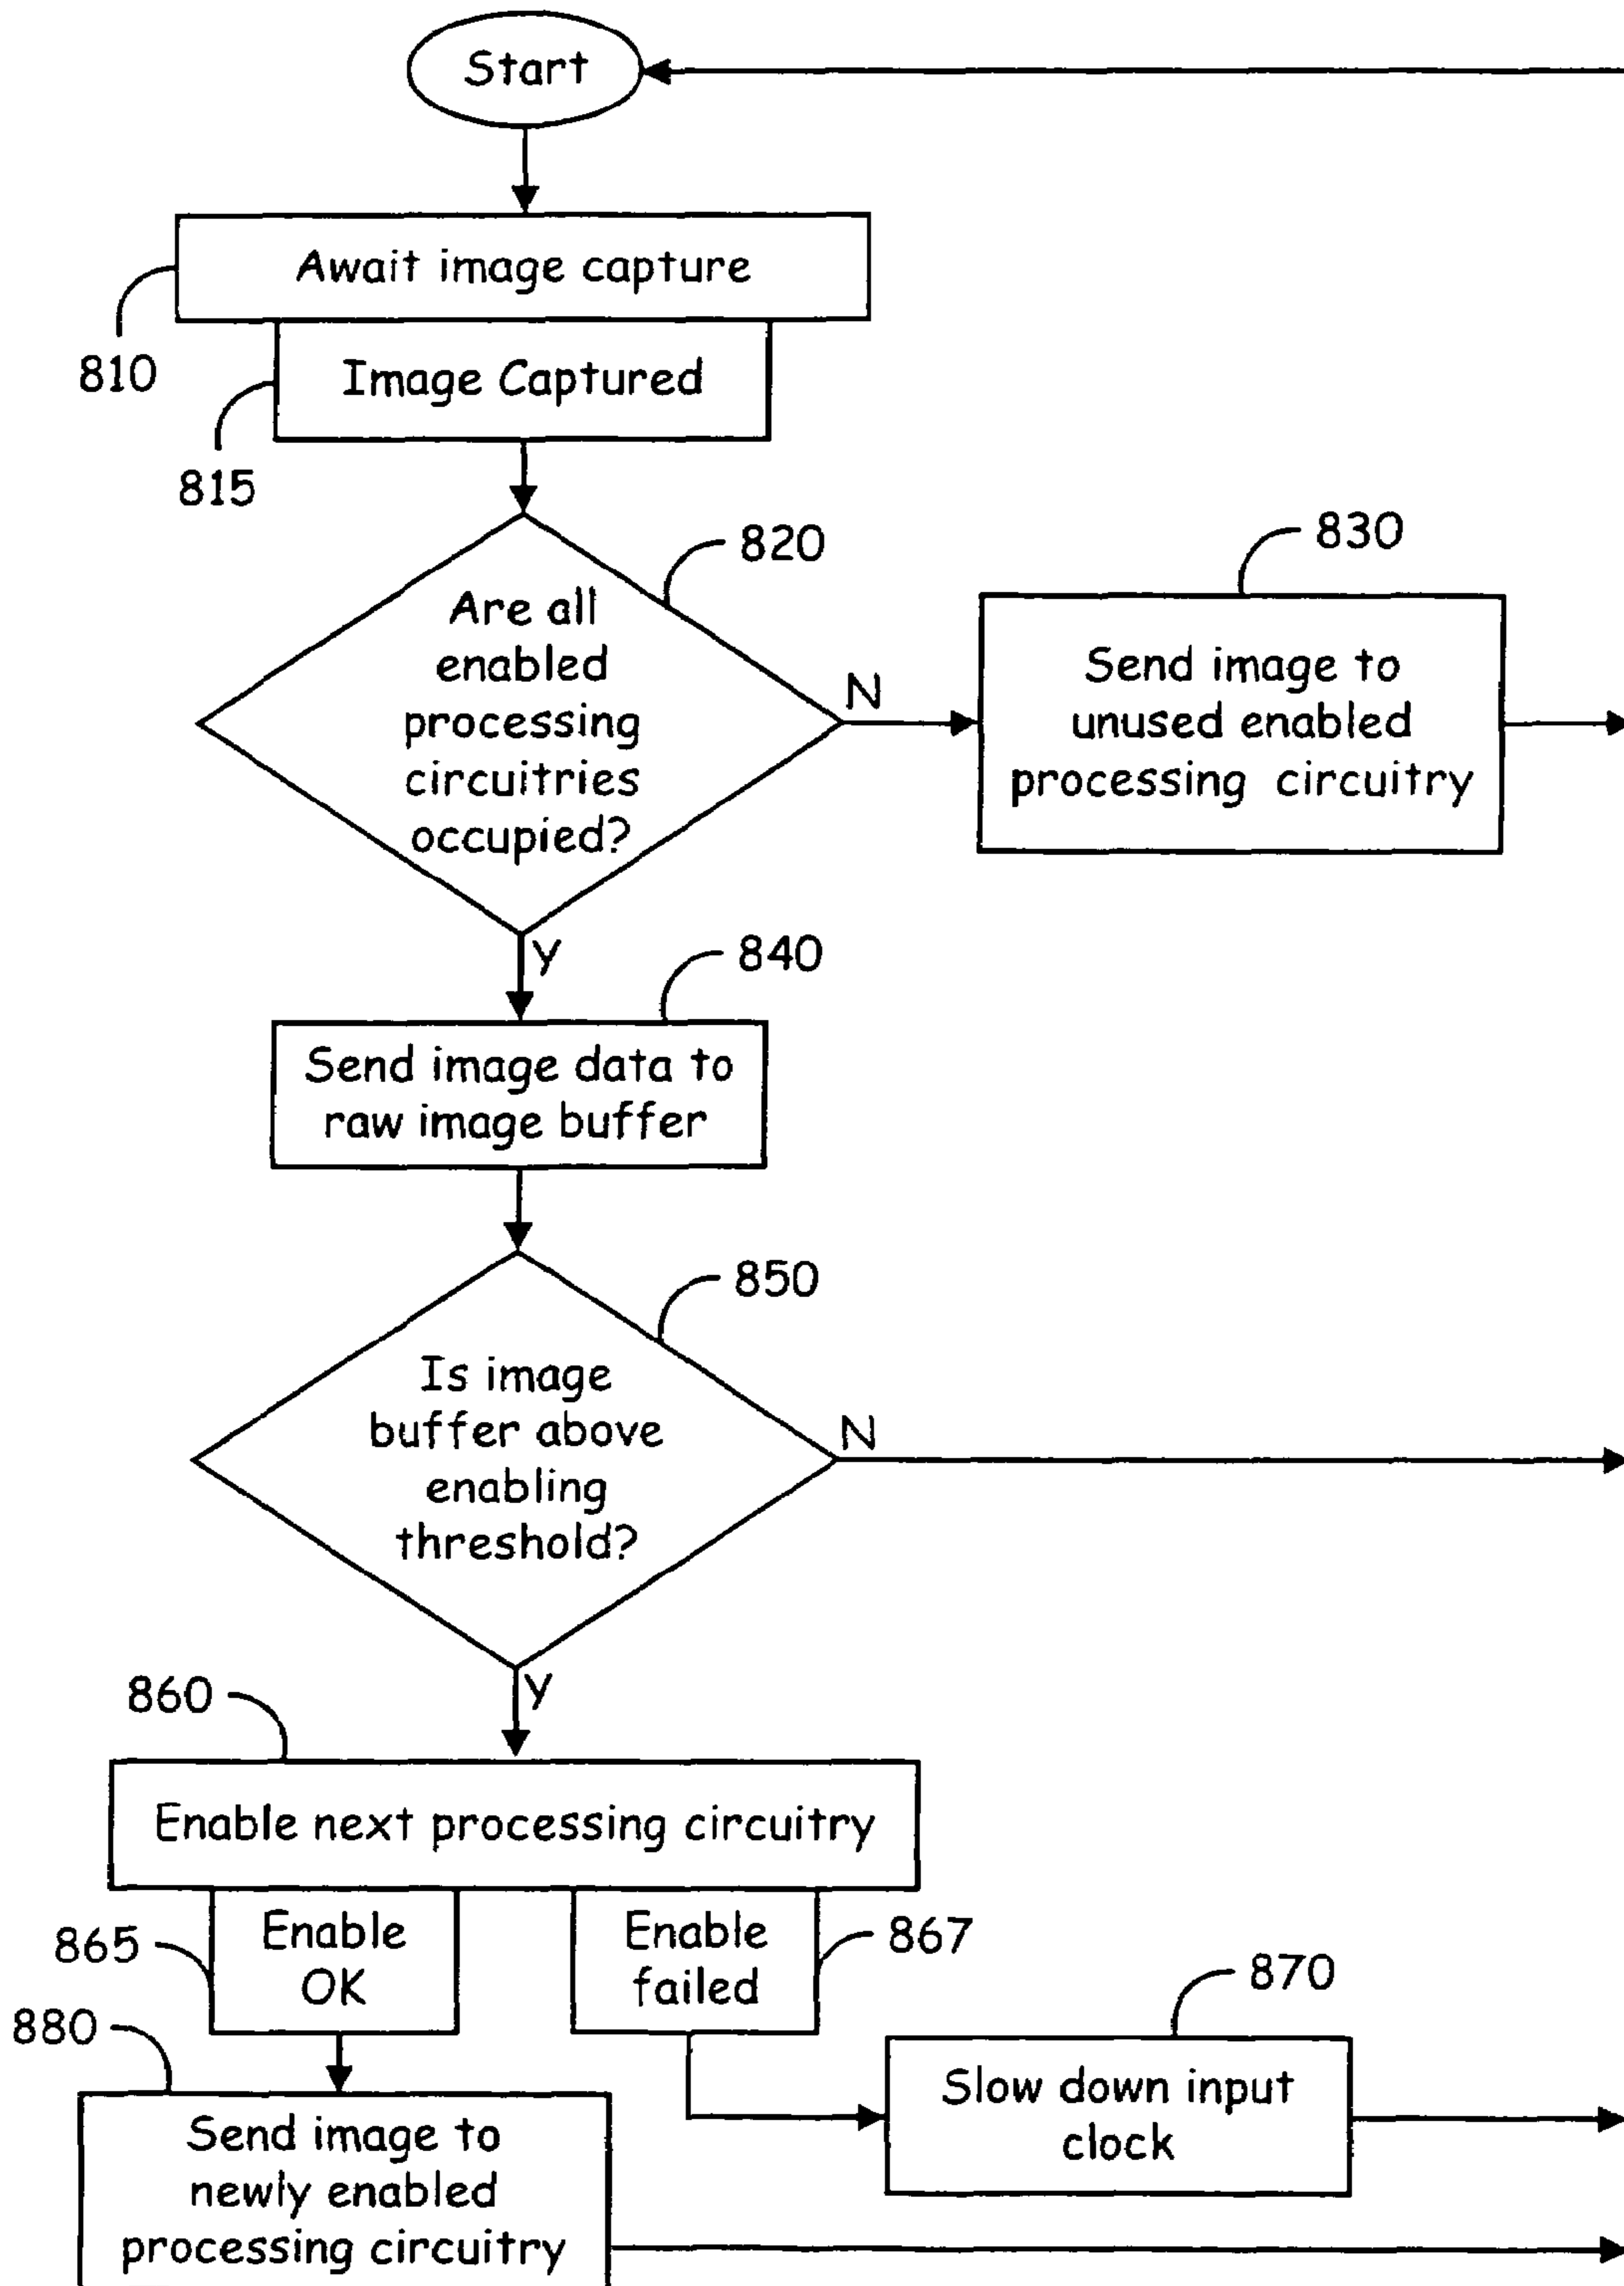 Start
Await image capture
810
Image Captured
815
820
Are all
enabled
processing
circuitries
occupied?
N
830
Send image to
unused enabled
processing circuitry
Y
840
Send image data to
raw image buffer
850
Is image
buffer above
enabling
threshold?
N
Y
860
Enable next processing circuitry
865
Enable
OK
Enable
failed
867
870
Slow down input
clock
880
Send image to
newly enabled
processing circuitry